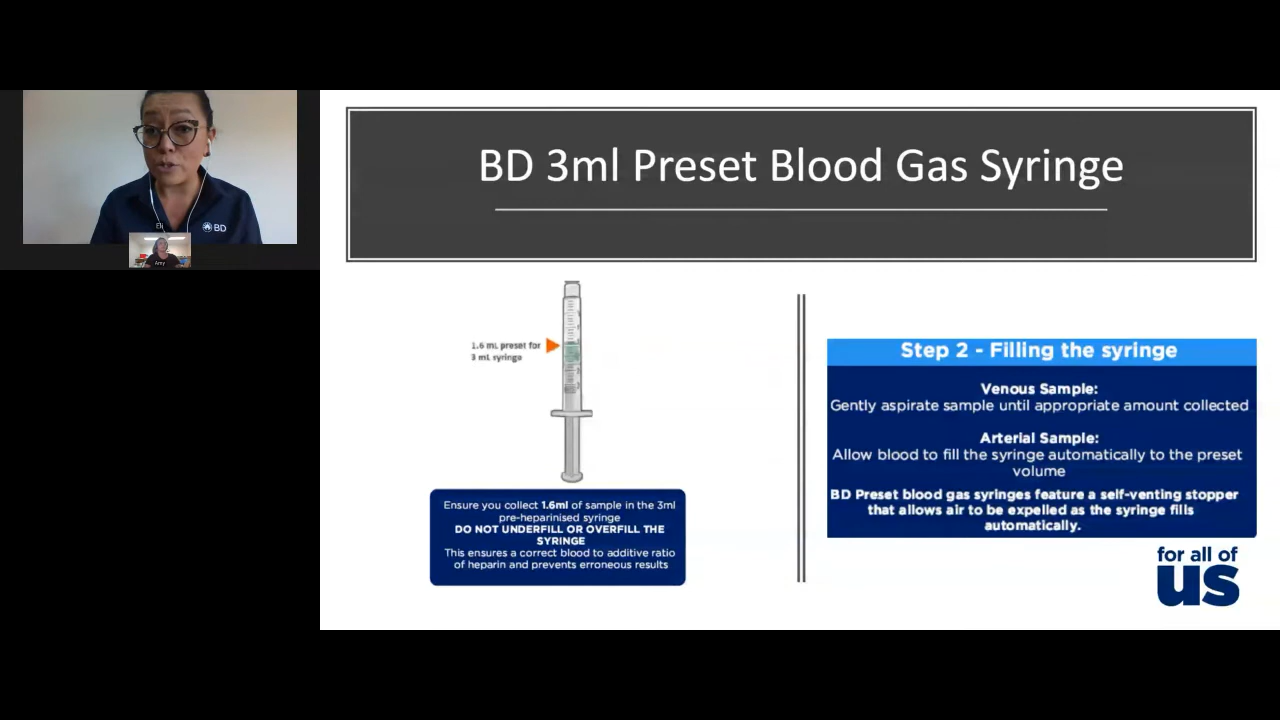 BD 3ml Preset Blood Gas Syringe
Eli
BD
Amy
1.6 mL preset for
3 mL syringe
Ensure you collect 1.6ml of sample in the 3ml
pre-heparinised syringe
DO NOT UNDERFILL OR OVERFILL THE
SYRINGE
This ensures a correct blood to additive ratio
of heparin and prevents erroneous results
Step 2 - Filling the syringe
Venous Sample:
Gently aspirate sample until appropriate amount collected
Arterial Sample:
Allow blood to fill the syringe automatically to the preset
volume
BD Preset blood gas syringes feature a self-venting stopper
that allows air to be expelled as the syringe fills
automatically.
for all of
us